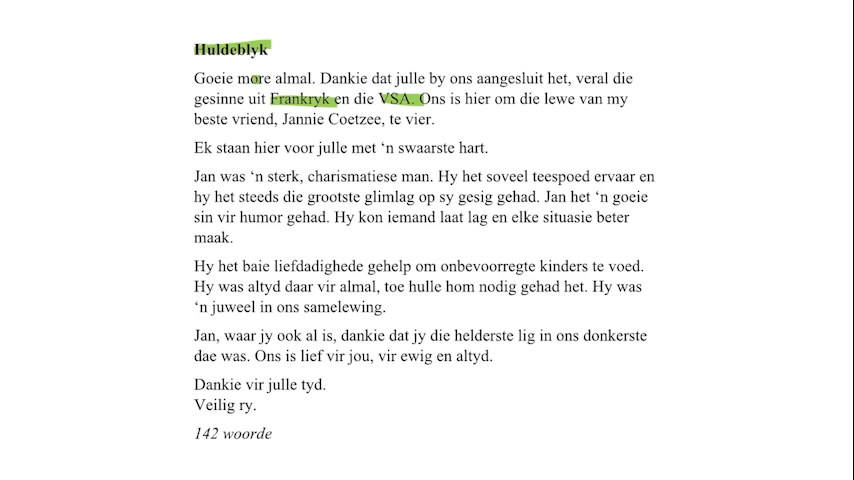 Huldeblyk
Goeie more almal. Dankie dat julle by ons aangesluit het, veral die
gesinne uit Frankryk en die VSA. Ons is hier om die lewe van my
beste vriend, Jannie Coetzee, te vier.
Ek staan hier voor julle met ‘n swaarste hart.
Jan was ‘n sterk, charismatiese man. Hy het soveel teespoed ervaar en
hy het steeds die grootste glimlag op sy gesig gehad. Jan het ‘n goeie
sin vir humor gehad. Hy kon iemand laat lag en elke situasie beter
maak.
Hy het baie liefdadighede gehelp om onbevoorregte kinders te voed.
Hy was altyd daar vir almal, toe hulle hom nodig gehad het. Hy was
‘n juweel in ons samelewing.
Jan, waar jy ook al is, dankie dat jy die helderste lig in ons donkerste
dae was. Ons is lief vir jou, vir ewig en altyd.
Dankie vir julle tyd.
Veilig ry.
142 woorde